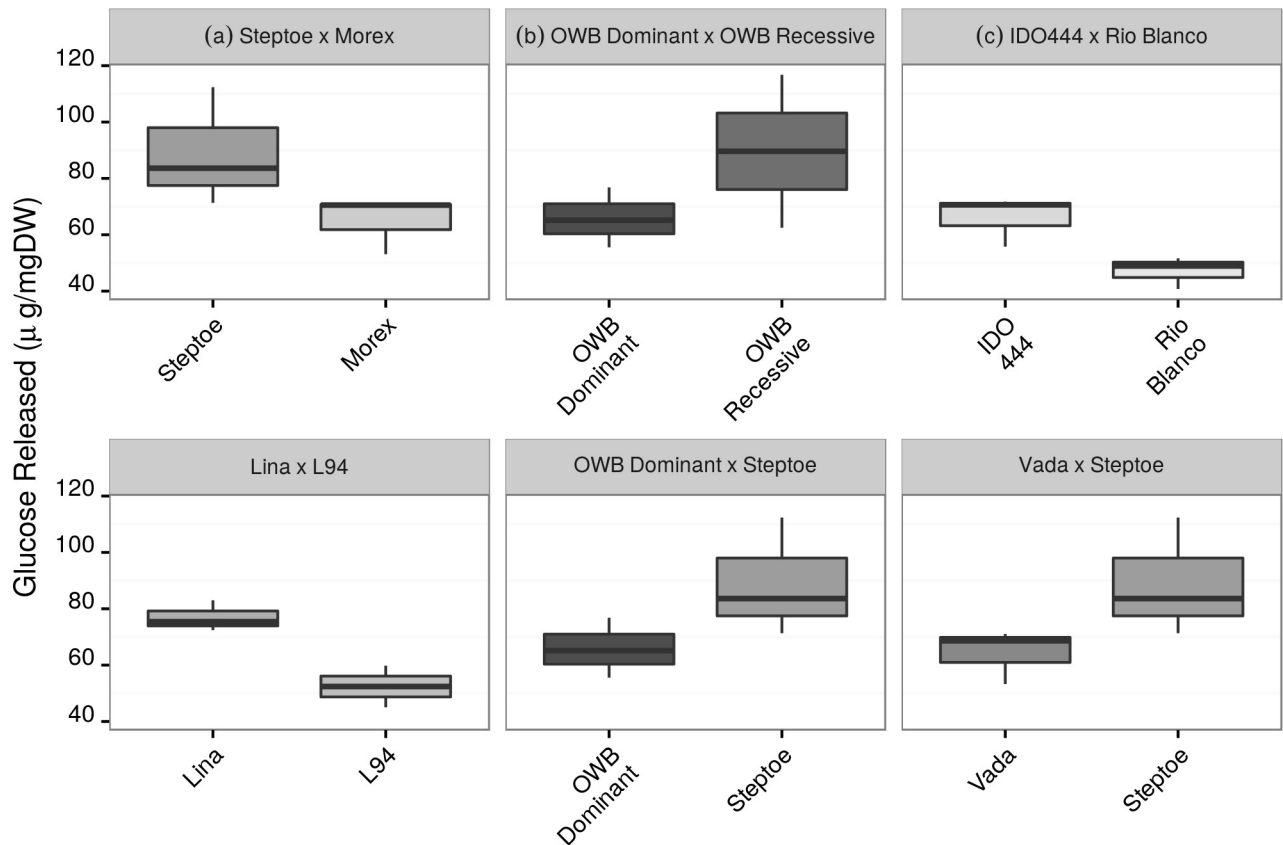 Glucose Released (μ g/mgDW)
(a) Steptoe x Morex
(b) OWB Dominant x OWB Recessive
(c) IDO444 x Rio Blanco
120
100
80
60
40
Steptoe
Morex
OWB
Dominant
OWB
Recessive
IDO
444
Rio
Blanco
Lina x L94
OWB Dominant x Steptoe
Vada x Steptoe
120
100
80
60
40
Lina
L94
OWB
Dominant
Steptoe
Vada
Steptoe